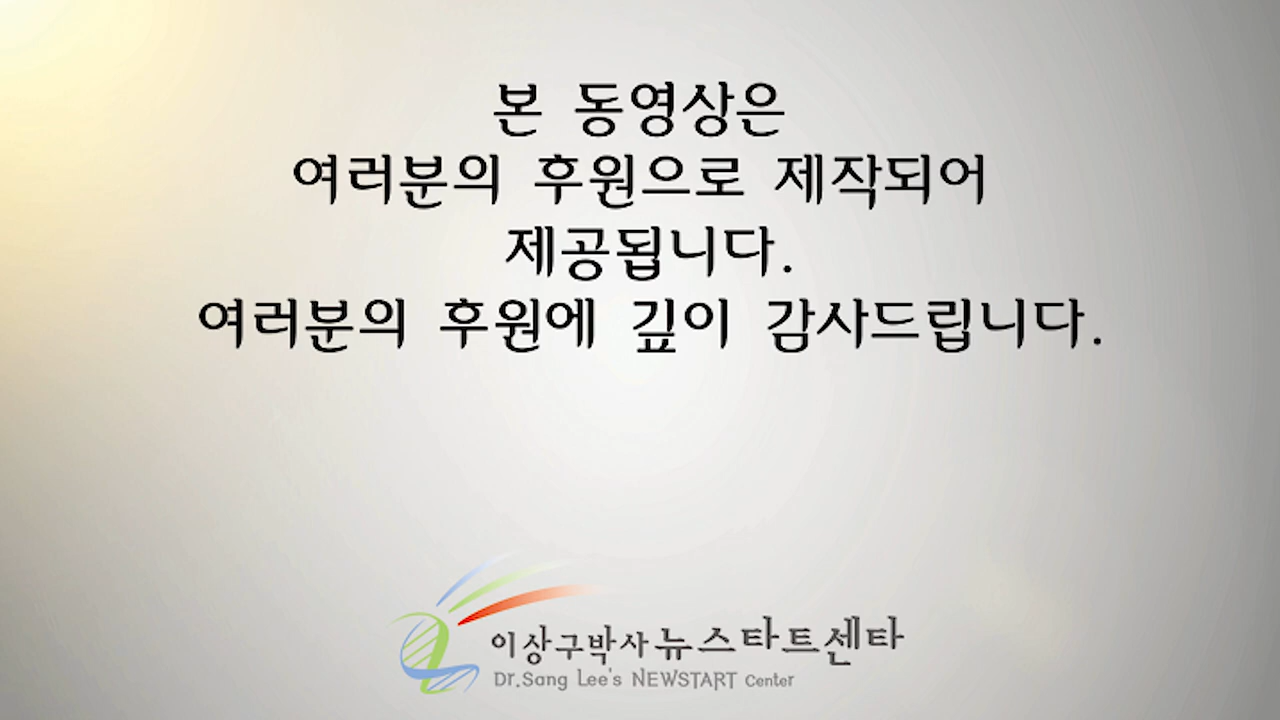 본 동영상은
여러분의 후원으로 제작되어
제공됩니다.
여러분의 후원에 깊이 감사드립니다.
이상구박사 뉴스타트센타
Dr.Sang Lee's NEWSTART Center